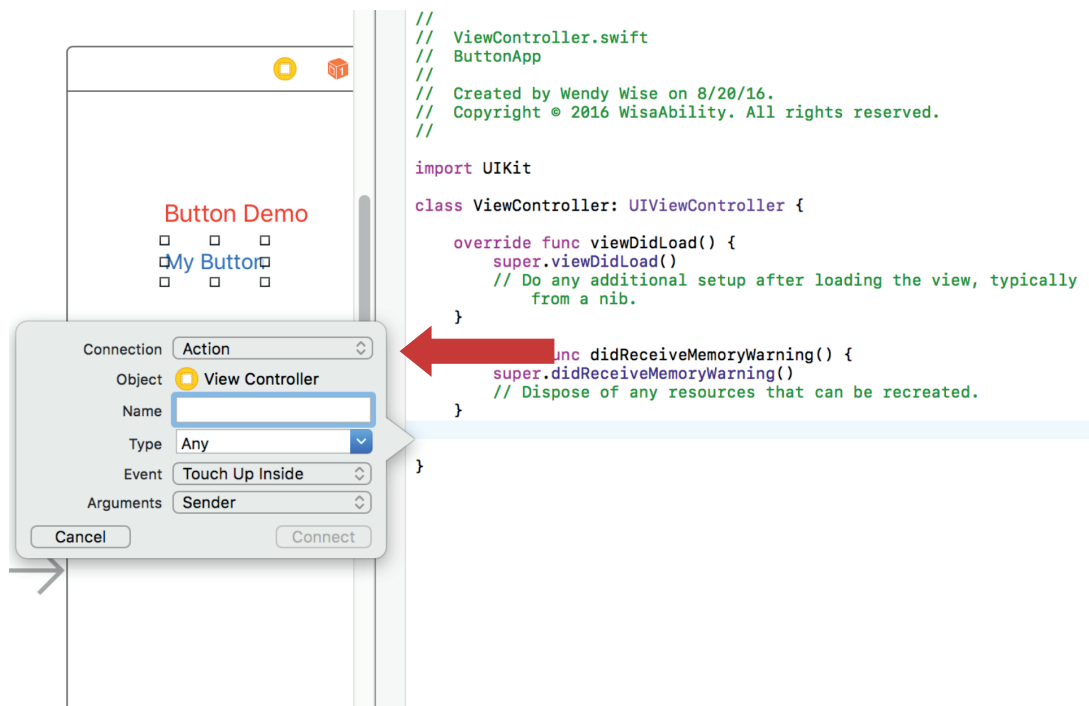 //
//  ViewController.swift
//  ButtonApp
//
//  Created by Wendy Wise on 8/20/16.
//  Copyright © 2016 WisaAbility. All rights reserved.
//
import UIKit
class ViewController: UIViewController {
    override func viewDidLoad() {
        super.viewDidLoad()
        // Do any additional setup after loading the view, typically
            from a nib.
    }
unc didReceiveMemoryWarning() {
        super.didReceiveMemoryWarning()
        // Dispose of any resources that can be recreated.
    }
}
1
Button Demo
My Button
Connection Action
Object View Controller
Name
Type Any
Event Touch Up Inside
Arguments Sender
Cancel Connect